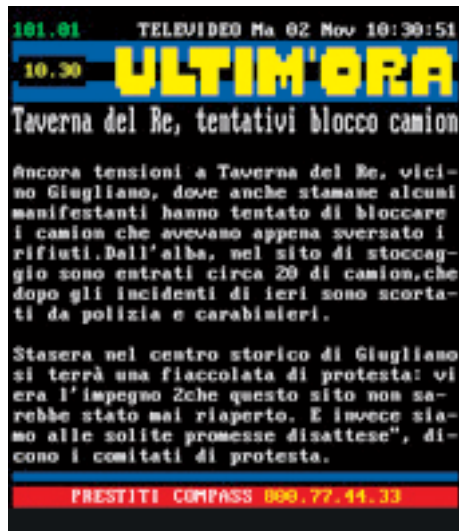 101.01 TELEVIDEO Ma 02 Nov 10:30:51
10.30 ULTIM'ORA
Taverna del Re, tentativi blocco camion
Ancora tensioni a Taverna del Re, vici-
no Giugliano, dove anche stamane alcuni
manifestanti hanno tentato di bloccare
i camion che avevano appena sversato i
rifiuti.Dall'alba, nel sito di stoccag-
gio sono entrati circa 20 di camion,che
dopo gli incidenti di ieri sono scorta-
ti da polizia e carabinieri.
Stasera nel centro storico di Giugliano
si terrà una fiaccolata di protesta: vi
era l'impegno 2che questo sito non sa-
rebbe stato mai riaperto. E invece sia-
mo alle solite promesse disattese", di-
cono i comitati di protesta.
PRESTITI COMPASS 800.77.44.33